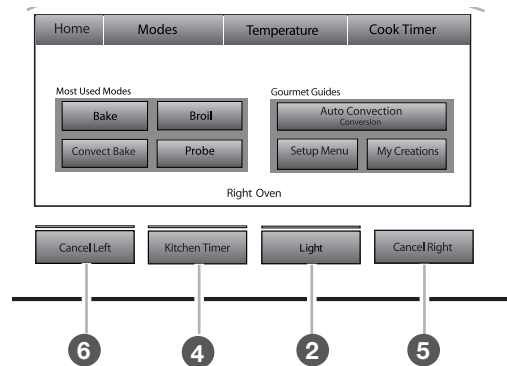 Home Modes Temperature Cook Timer
Most Used Modes
Gourmet Guides
Bake Broil
Auto Convection
Conversion
Convect Bake Probe
Setup Menu My Creations
Right Oven
Cancel Left Kitchen Timer Light Cancel Right
6 4 2 5